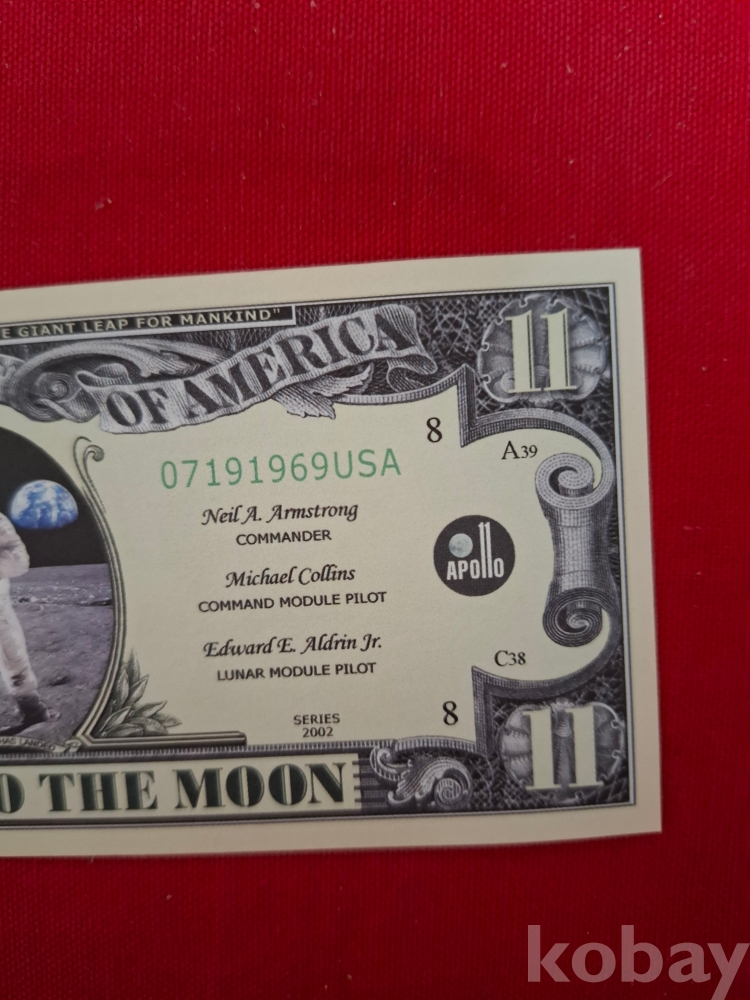 E GIANT LEAP FOR MANKIND"
OF AMERICA
11
8
A39
07191969USA
Neil A. Armstrong
COMMANDER
APOllO
Michael Collins
COMMAND MODULE PILOT
Edward E. Aldrin Jr.
LUNAR MODULE PILOT
C38
8
SERIES
2002
11
O THE MOON
kobay